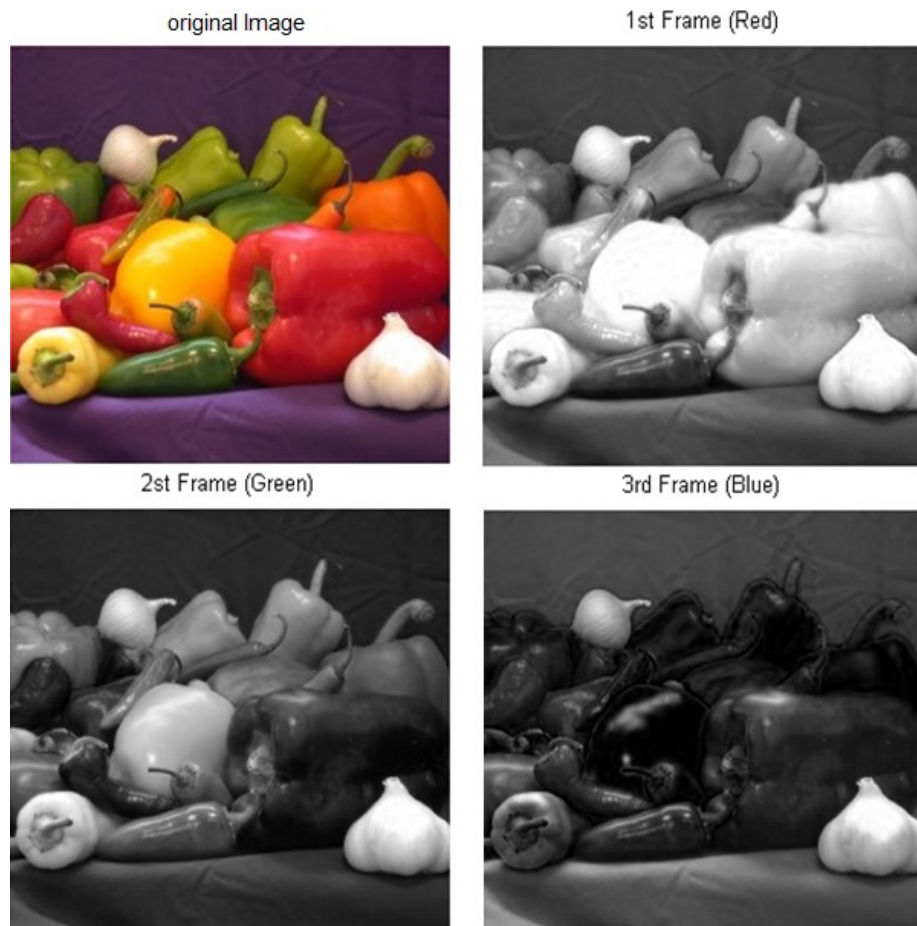 original Image
1st Frame (Red)
2st Frame (Green)
3rd Frame (Blue)